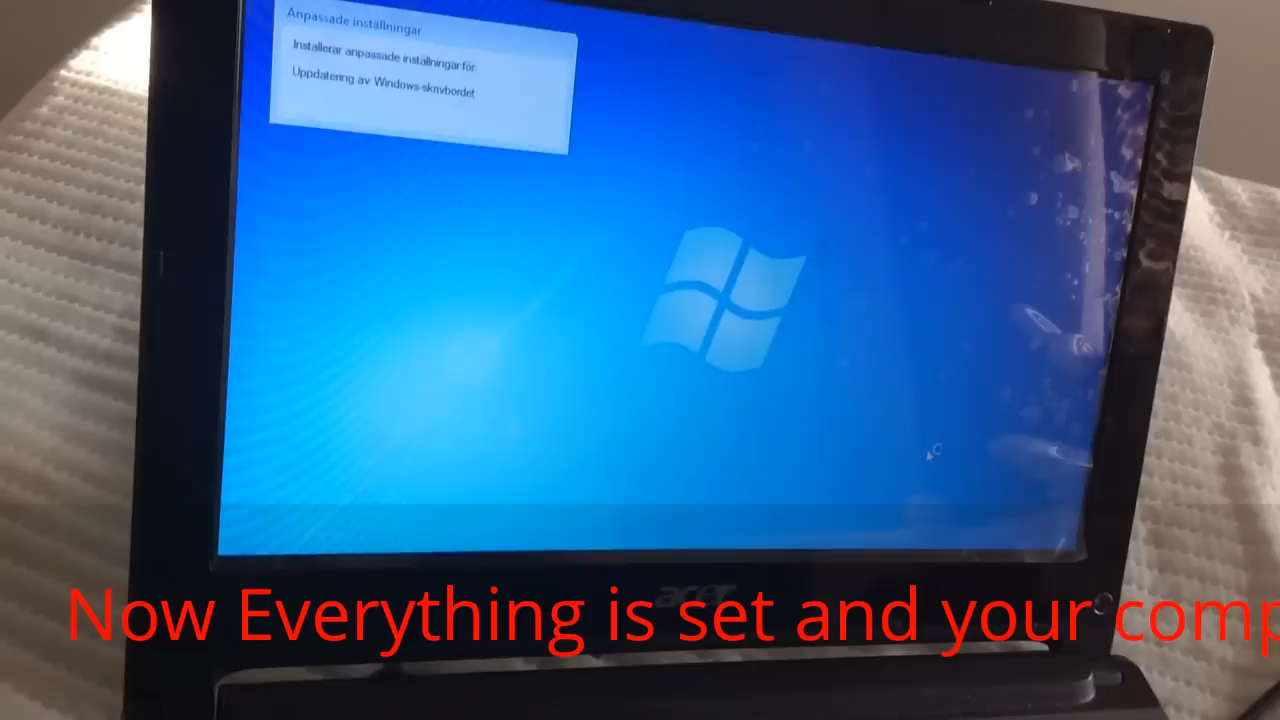 Anpassade inställningar
Installerar anpassade inställningar för:
Uppdatering av Windows-skrivbordet
acer
Now Everything is set and your comp